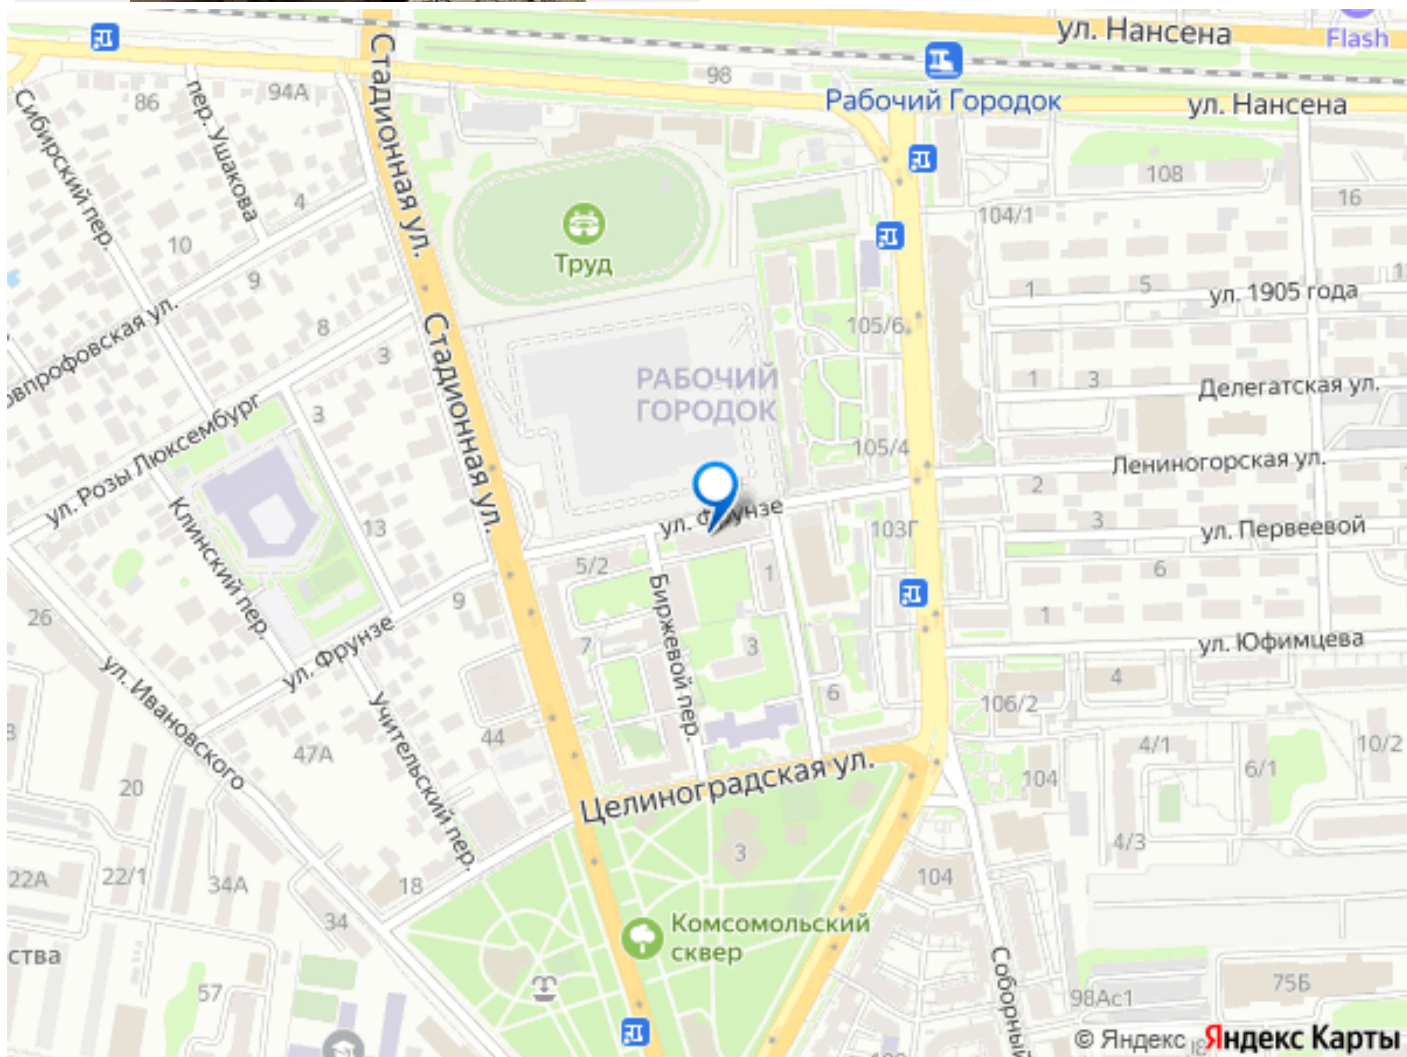 ул. Нансена
Flash
98
Рабочий Городок
ул. Нансена
86
94А
пер. Ушакова
Сибирский пер.
Стадионная ул.
4
10
9
Труд
108
16
104/1
1
5
ул. 1905 года
8
3
3
Стадионная ул.
105/6
РАБОЧИЙ
ГОРОДОК
1
3
Делегатская ул.
ул. Розы Люксембург
105/4
Лениногорская ул.
2
13
Клинский пер.
ул. Фрунзе
103Г
3
ул. Первеевой
5/2
1
6
26
9
Биржевой пер.
1
ул. Фрунзе
7
3
ул. Юфимцева
ул. Ивановского
6
4
106/2
Учительский пер.
44
47А
4/1
10/2
6/1
20
104
Целиноградская ул.
4/3
3
22А
22/1
34А
18
104
34
Комсомольский
сквер
ства
57
Соборный
98Ас1
75Б
© Яндекс Яндекс Карты